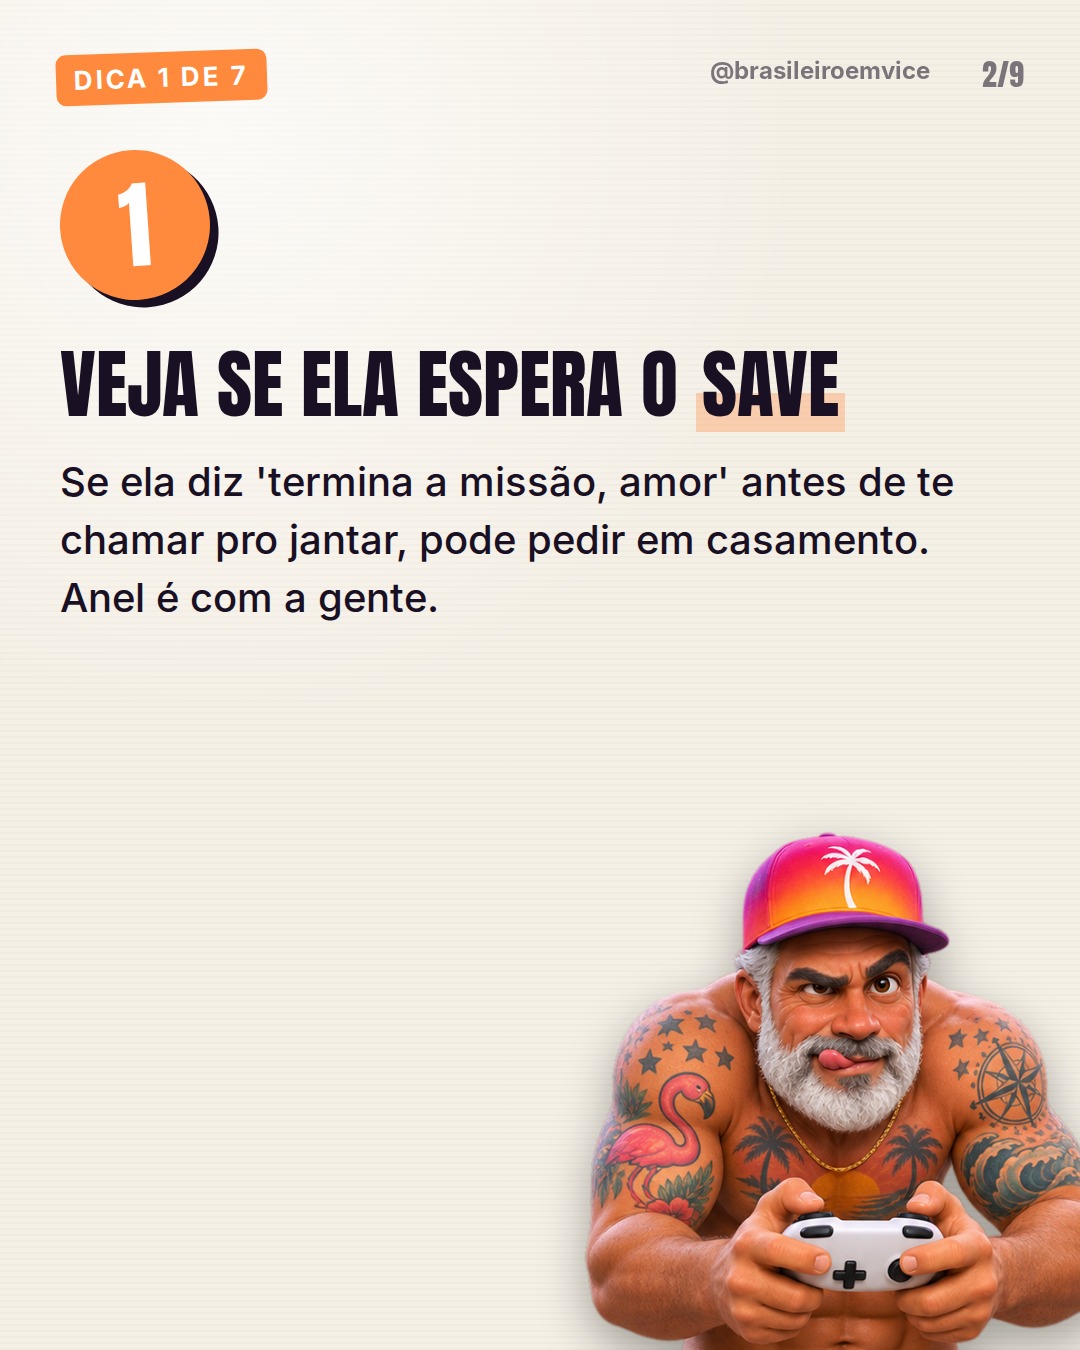 DICA 1 DE 7
@brasileiroemvice
2/9
1
VEJA SE ELA ESPERA O SAVE
Se ela diz 'termina a missão, amor' antes de te
chamar pro jantar, pode pedir em casamento.
Anel é com a gente.